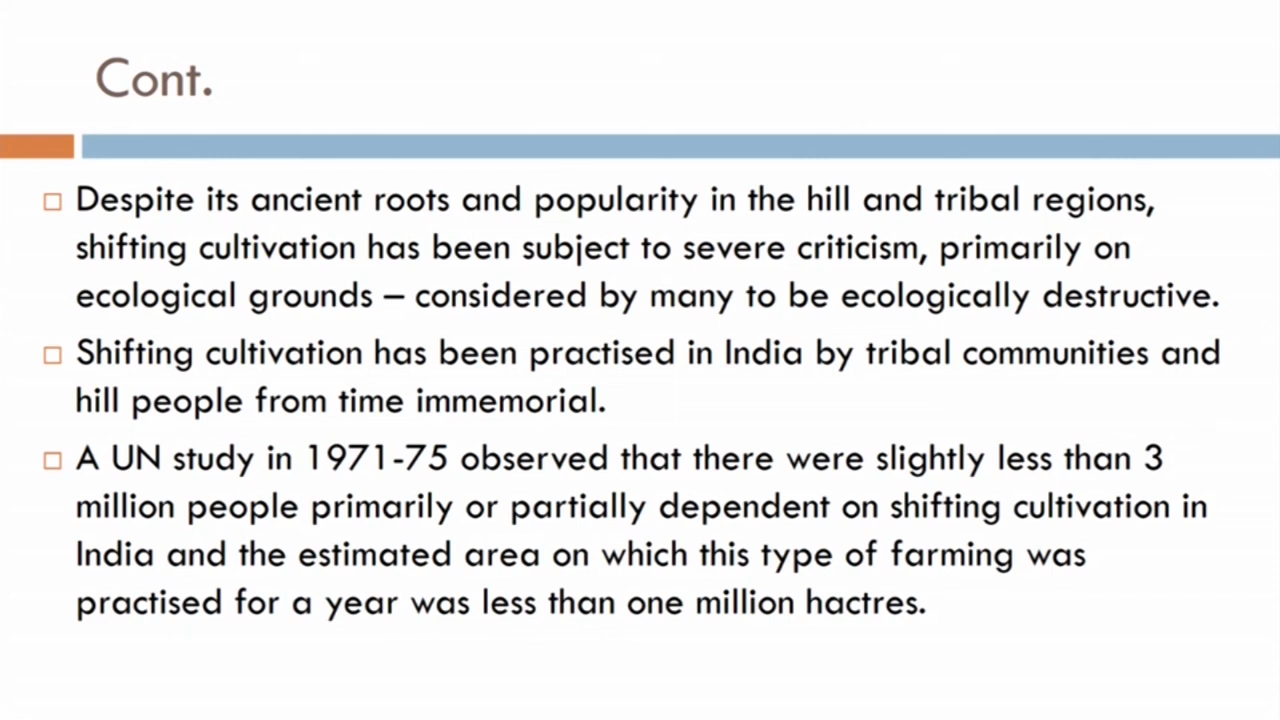 Cont.
Despite its ancient roots and popularity in the hill and tribal regions,
shifting cultivation has been subject to severe criticism, primarily on
ecological grounds – considered by many to be ecologically destructive.
Shifting cultivation has been practised in India by tribal communities and
hill people from time immemorial.
A UN study in 1971-75 observed that there were slightly less than 3
million people primarily or partially dependent on shifting cultivation in
India and the estimated area on which this type of farming was
practised for a year was less than one million hactres.